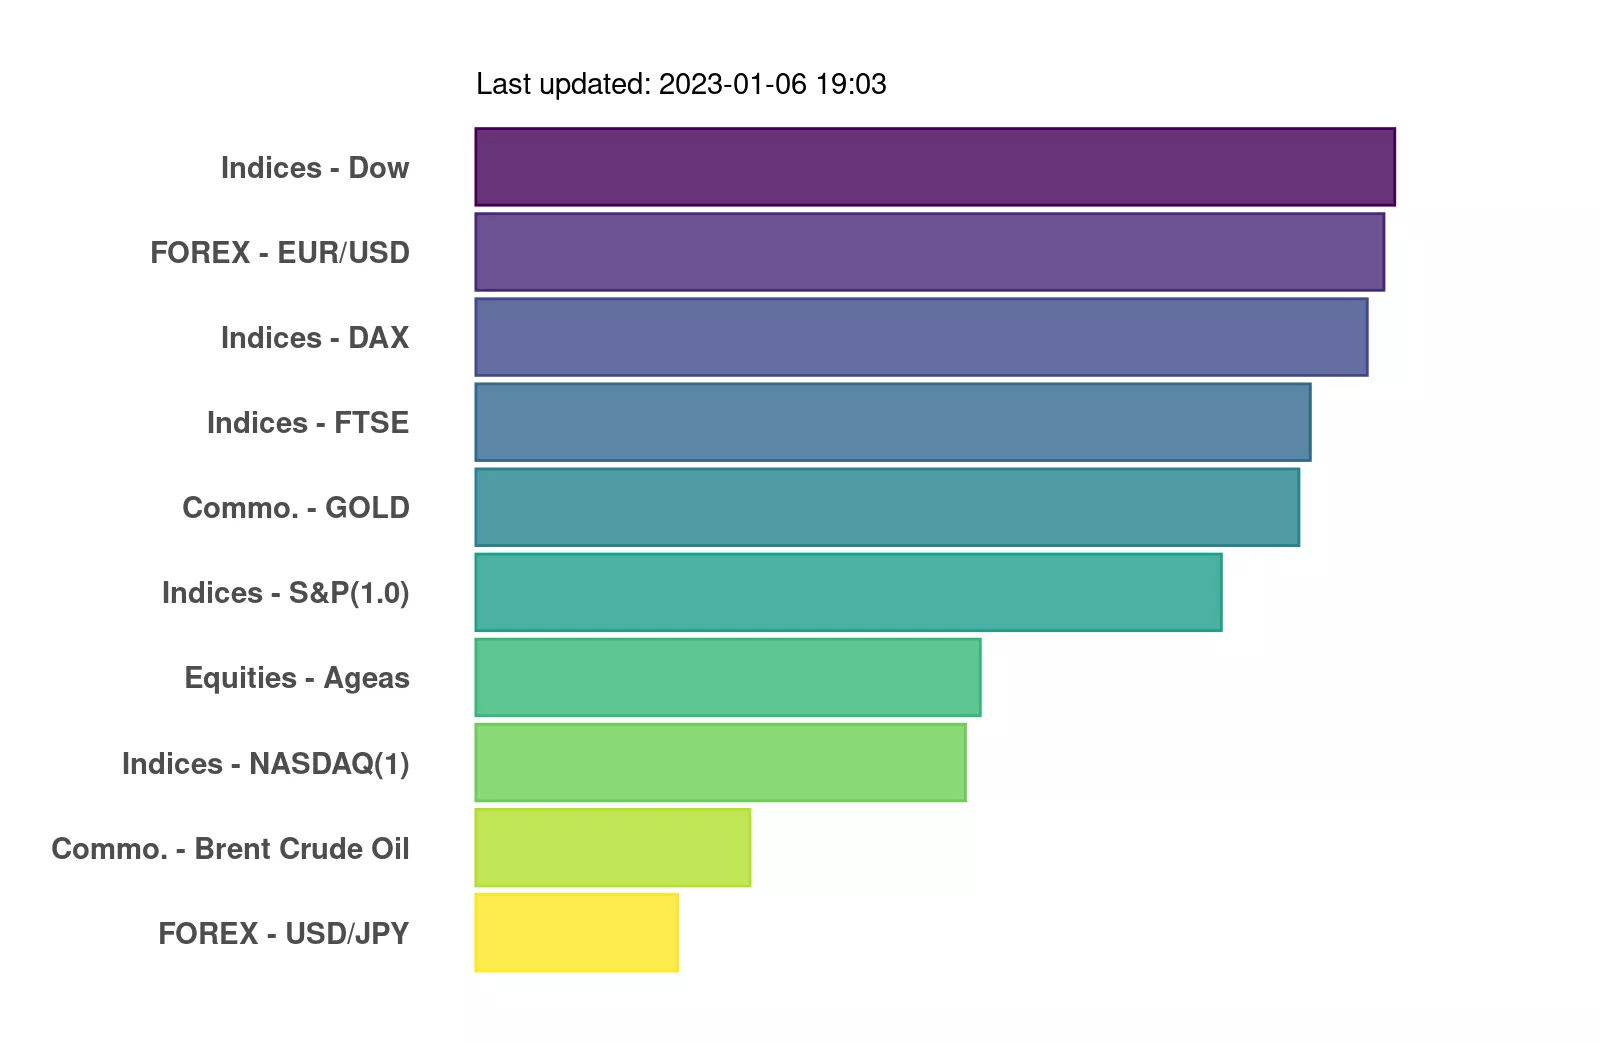 Last updated: 2023-01-06 19:03
Indices - Dow
FOREX - EUR/USD
Indices - DAX
Indices - FTSE
Commo. - GOLD
Indices - S&P(1.0)
Equities - Ageas
Indices - NASDAQ(1)
Commo. - Brent Crude Oil
FOREX - USD/JPY